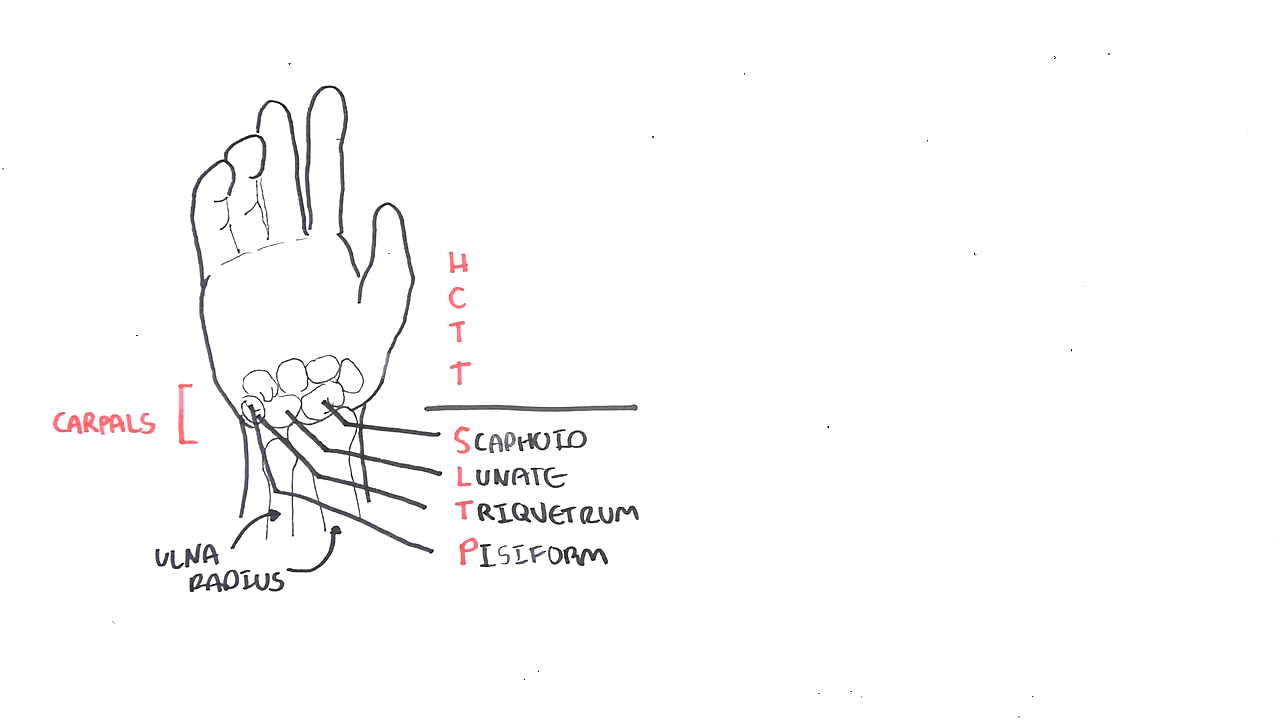 H
C
T
T
CARPALS
SCAPHOID
LUNATE
TRIQUETRUM
PISIFORM
ULNA
RADIUS